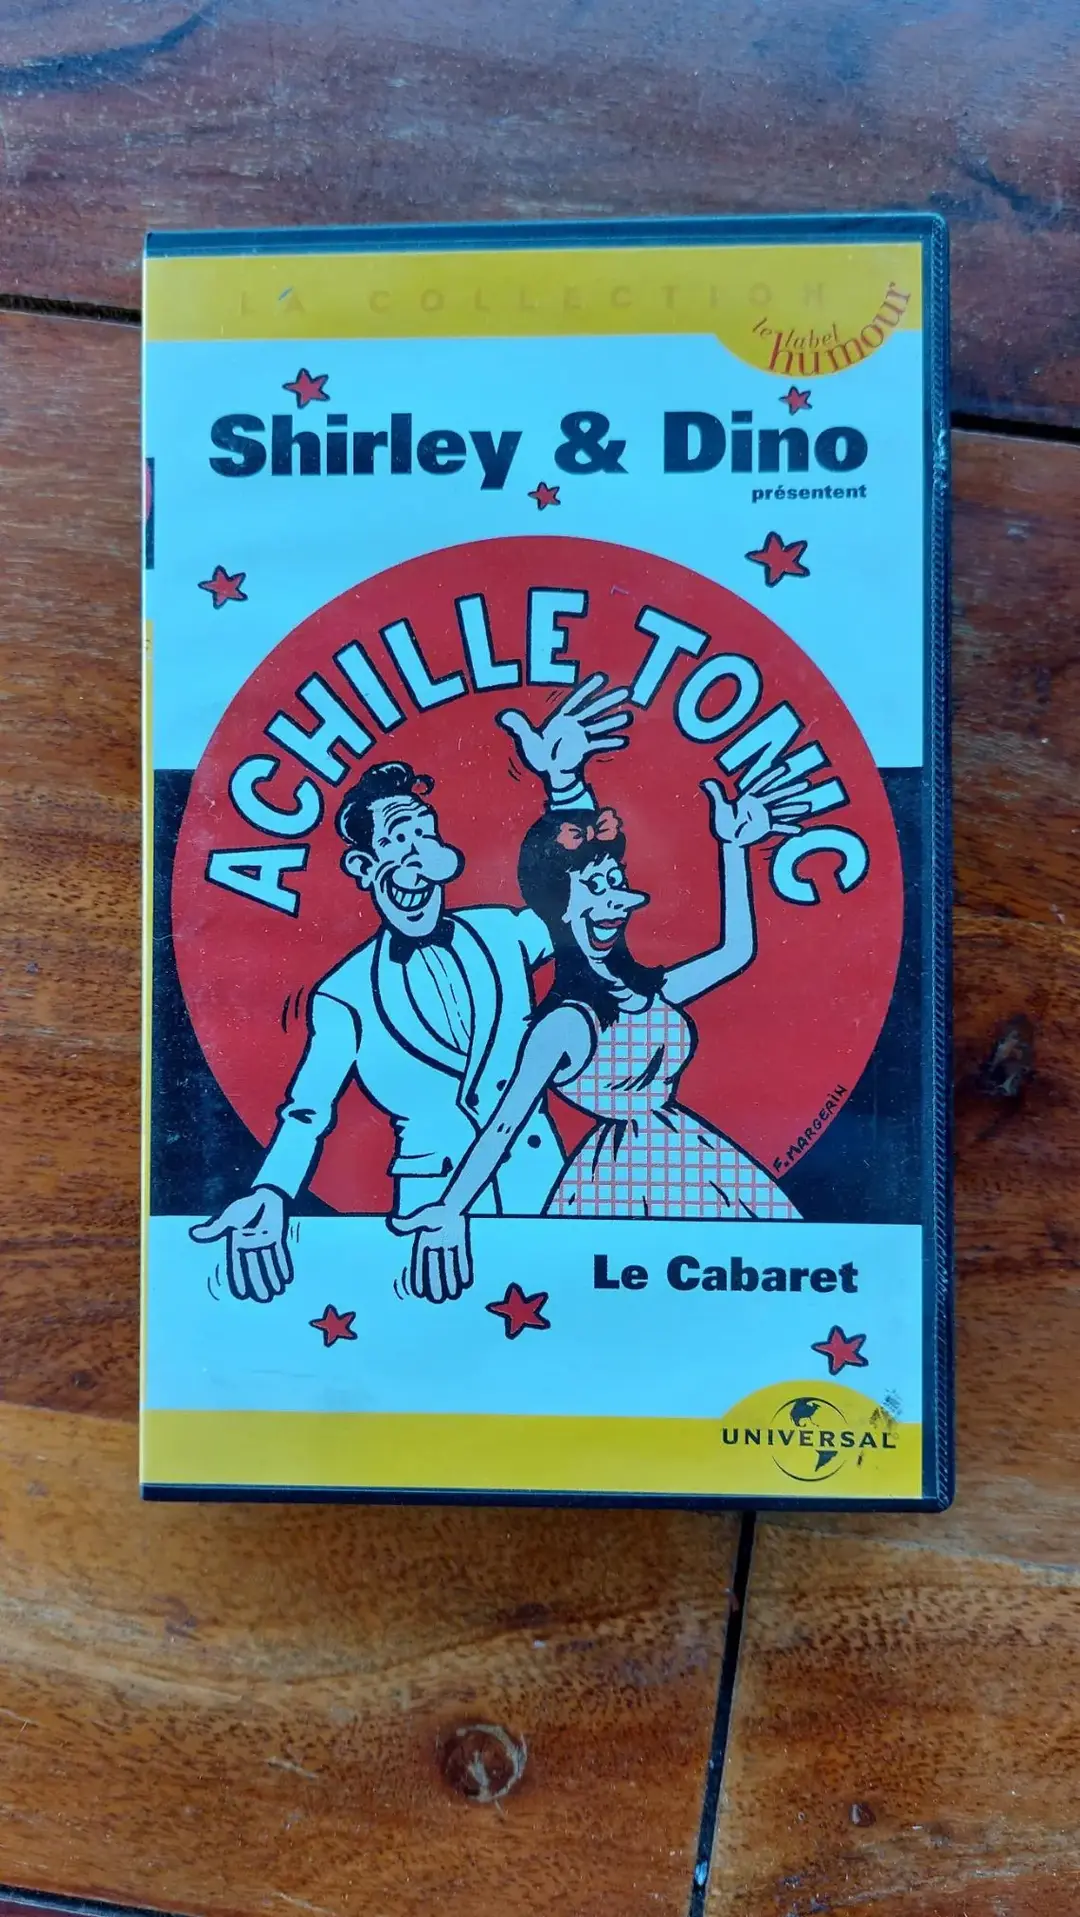 LA COLLECTION
le label
humour
Shirley & Dino
présentent
ACHILLE TONIC
F. MARGERIN
Le Cabaret
UNIVERSAL